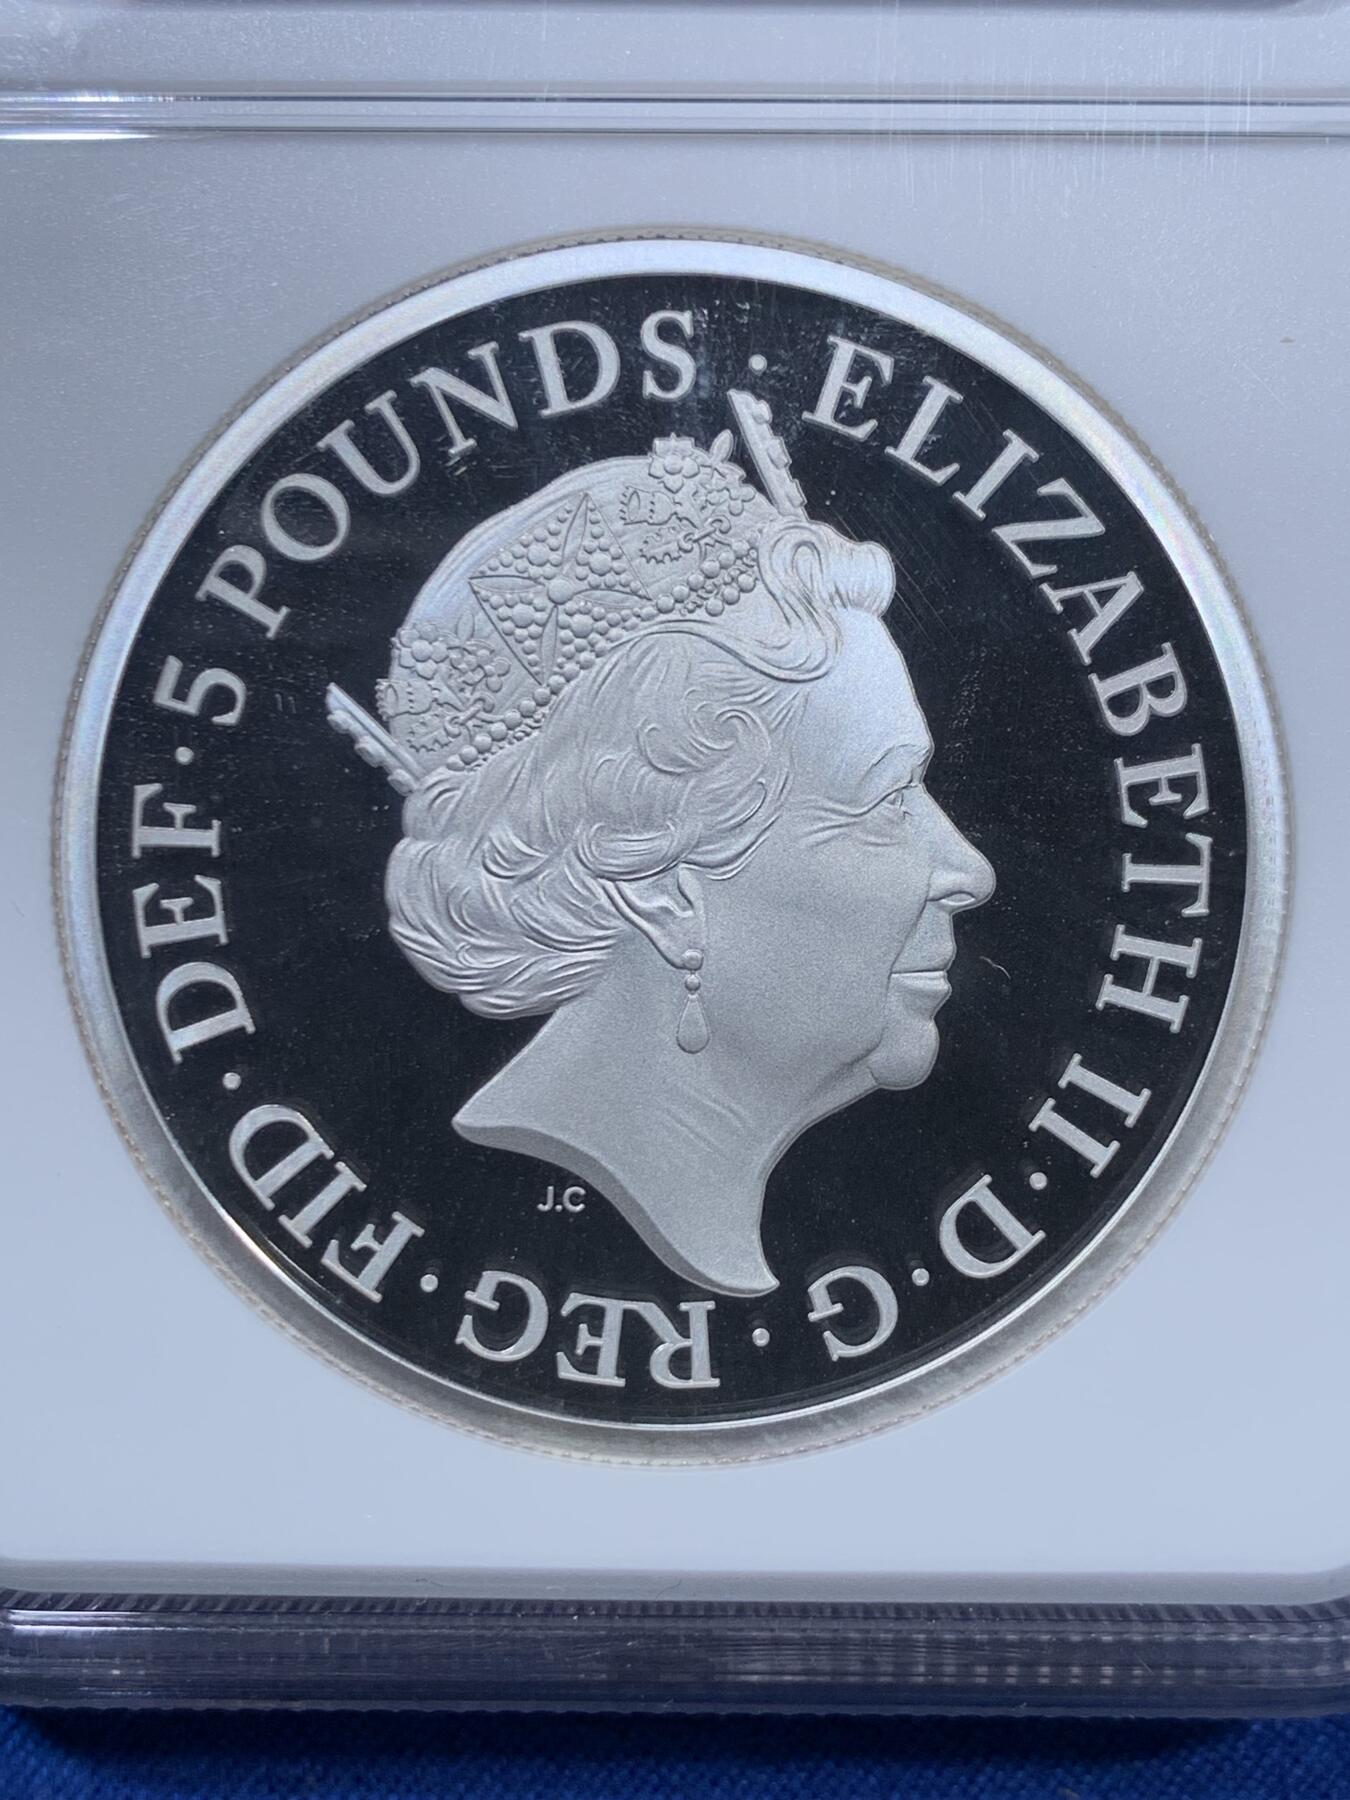 ELIZABETH II · D · G · REG · FID · DEF · 5 POUNDS ·
J.C